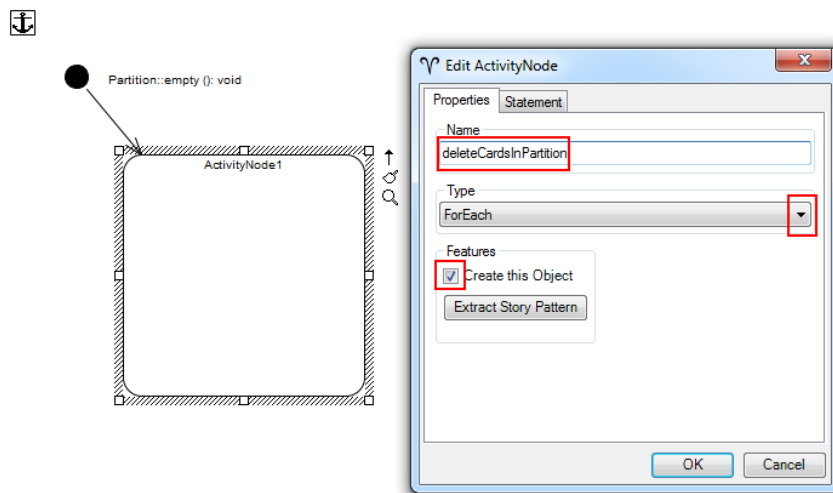 Partition::empty (): void
ActivityNode1
Edit ActivityNode
Properties Statement
Name
deleteCardsInPartition
Type
ForEach
Features
Create this Object
Extract Story Pattern
OK Cancel